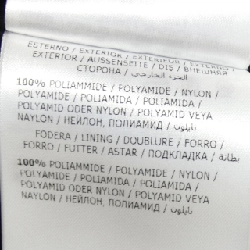 ESTERNO / EXTERIOR / EXTERIEUR / EXTERIOR
EXTERIOR / AUSSENSEITE / DIS / ВНЕШНЯЯ
СТОРОНА / الجزء الخارجي
100% POLIAMMIDE / POLYAMIDE / NYLON /
POLYAMIDE / POLIAMIDA / POLIAMIDA /
POLYAMID ODER NYLON / POLYAMID VEYA
NAYLON / НЕЙЛОН, ПОЛИАМИД / نايلون
FODERA / LINING / DOUBLURE / FORRO /
FORRO / FUTTER / ASTAR / ПОДКЛАДКА / بطانة
100% POLIAMMIDE / POLYAMIDE / NYLON /
POLYAMIDE / POLIAMIDA / POLIAMIDA /
POLYAMID ODER NYLON / POLYAMID VEYA
NAYLON / НЕЙЛОН, ПОЛИАМИД / نايلون